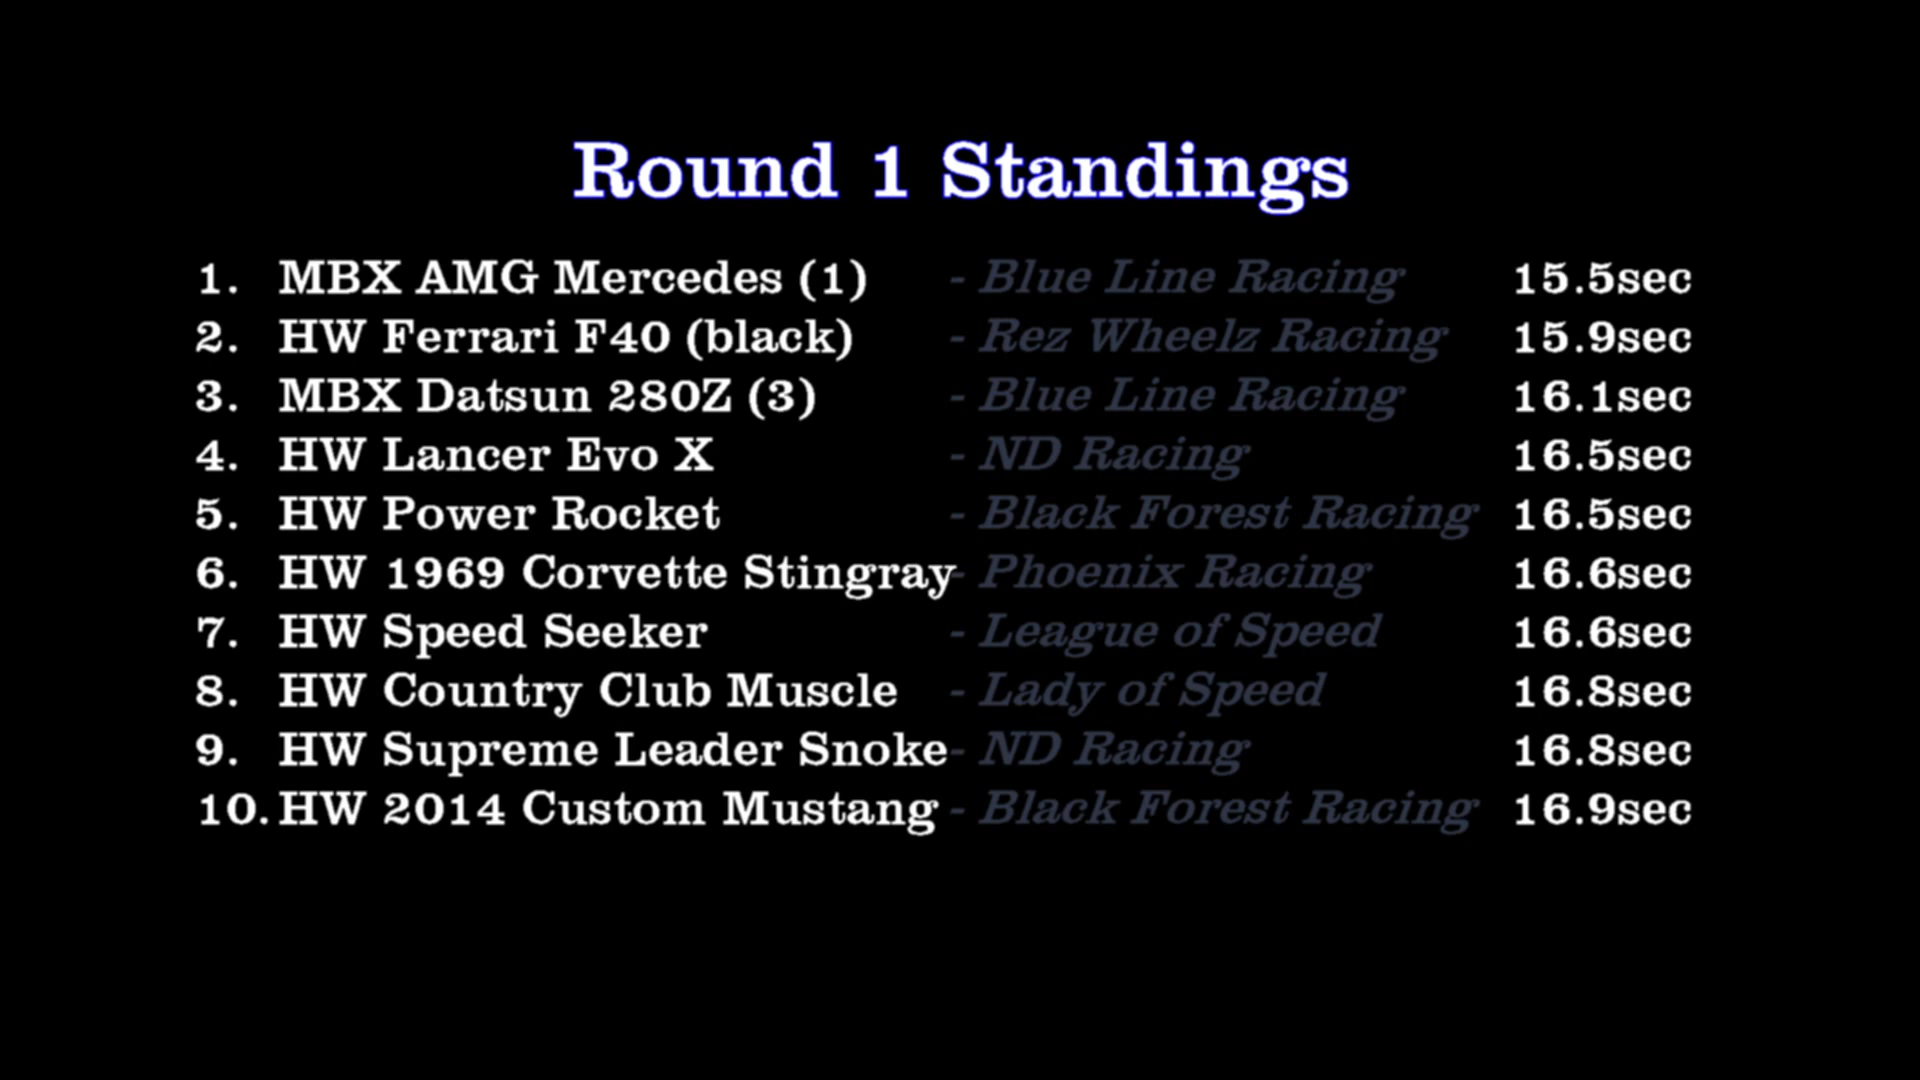 Round 1 Standings
1. MBX AMG Mercedes (1) - Blue Line Racing 15.5sec
2. HW Ferrari F40 (black) - Rez Wheelz Racing 15.9sec
3. MBX Datsun 280Z (3) - Blue Line Racing 16.1sec
4. HW Lancer Evo X - ND Racing 16.5sec
5. HW Power Rocket - Black Forest Racing 16.5sec
6. HW 1969 Corvette Stingray - Phoenix Racing 16.6sec
7. HW Speed Seeker - League of Speed 16.6sec
8. HW Country Club Muscle - Lady of Speed 16.8sec
9. HW Supreme Leader Snoke - ND Racing 16.8sec
10. HW 2014 Custom Mustang - Black Forest Racing 16.9sec